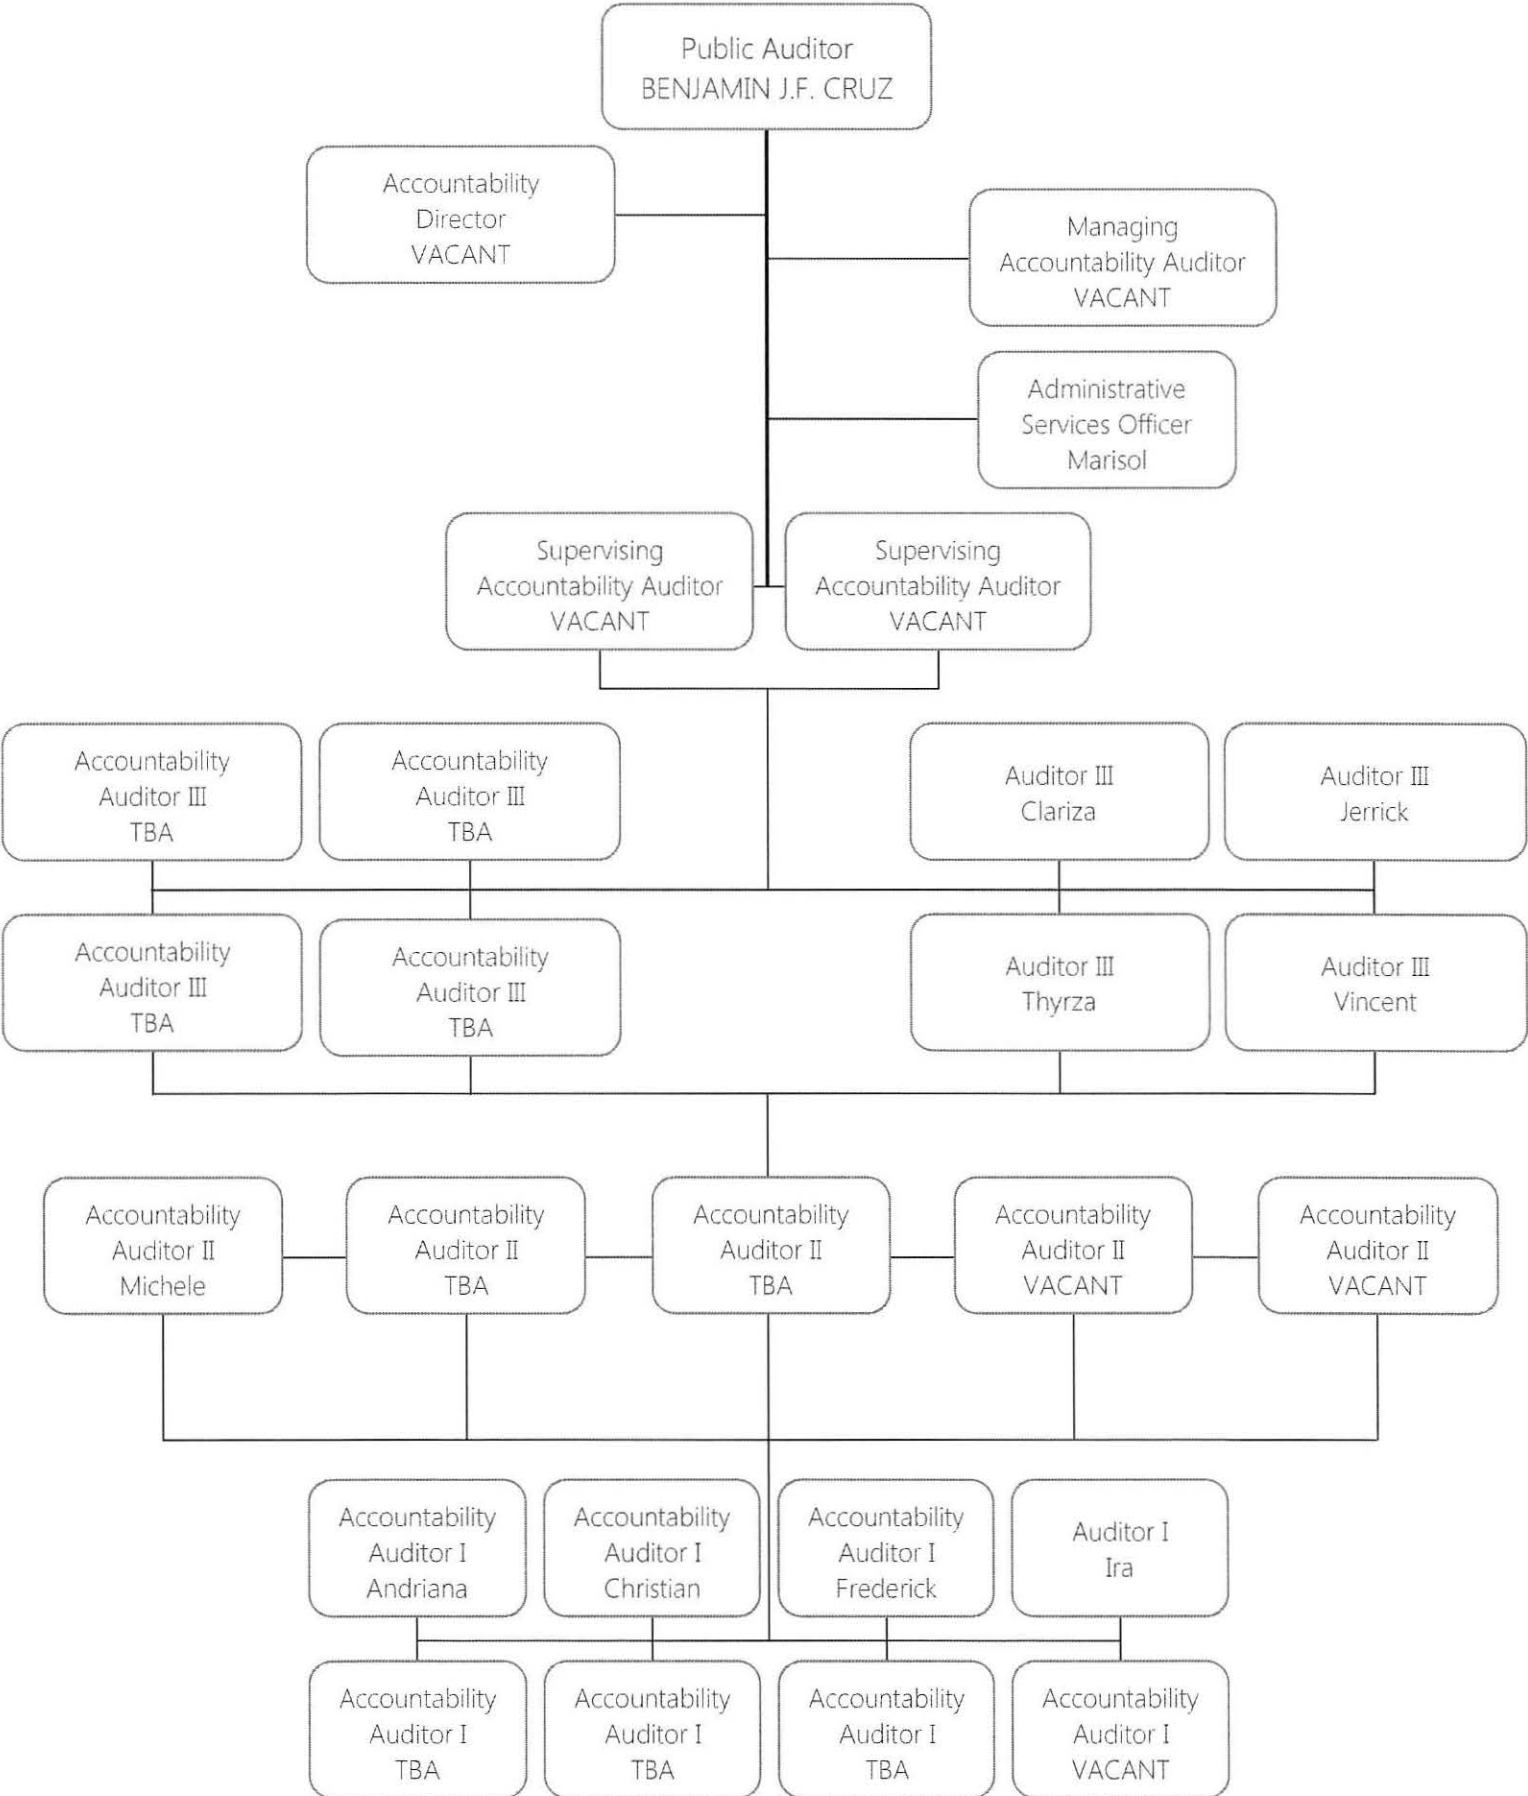 Public Auditor
BENJAMIN J.F. CRUZ
Accountability
Director
VACANT
Managing
Accountability Auditor
VACANT
Administrative
Services Officer
Marisol
Supervising
Accountability Auditor
VACANT
Supervising
Accountability Auditor
VACANT
Accountability
Auditor III
TBA
Accountability
Auditor III
TBA
Auditor III
Clariza
Auditor III
Jerrick
Accountability
Auditor III
TBA
Accountability
Auditor III
TBA
Auditor III
Thyrza
Auditor III
Vincent
Accountability
Auditor II
Michele
Accountability
Auditor II
TBA
Accountability
Auditor II
TBA
Accountability
Auditor II
VACANT
Accountability
Auditor II
VACANT
Accountability
Auditor I
Andriana
Accountability
Auditor I
Christian
Accountability
Auditor I
Frederick
Auditor I
Ira
Accountability
Auditor I
TBA
Accountability
Auditor I
TBA
Accountability
Auditor I
TBA
Accountability
Auditor I
VACANT